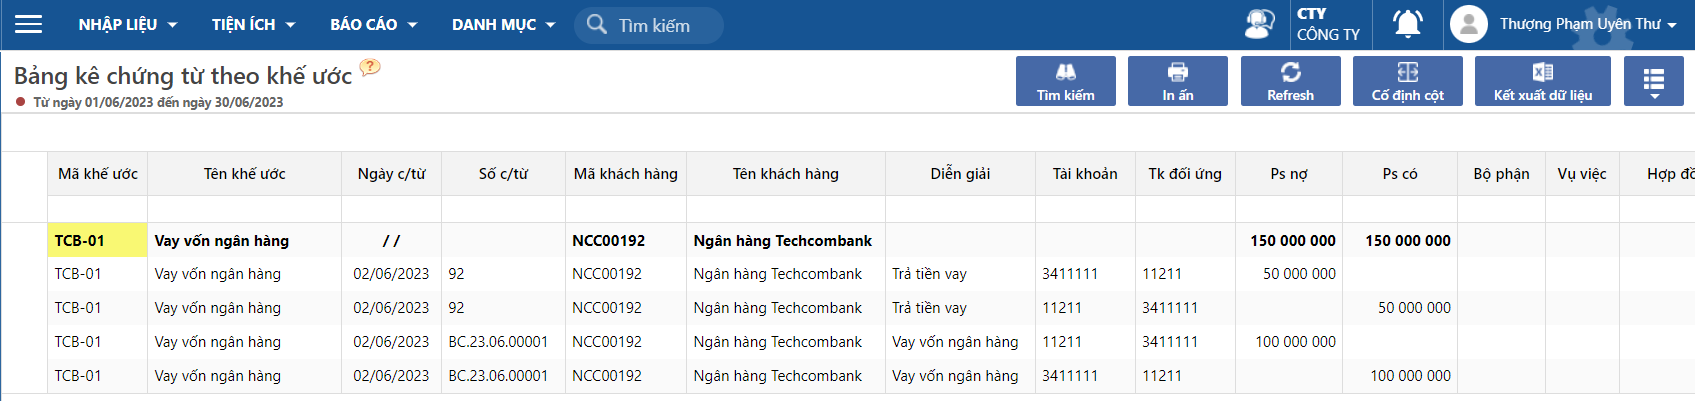 NHẬP LIỆU TIỆN ÍCH BÁO CÁO DANH MỤC Tìm kiếm CTY CÔNG TY Thượng Phạm Uyên Thư
Bảng kê chứng từ theo khế ước ?
Từ ngày 01/06/2023 đến ngày 30/06/2023
Tìm kiếm In ấn Refresh Cố định cột Kết xuất dữ liệu
Mã khế ước Tên khế ước Ngày c/từ Số c/từ Mã khách hàng Tên khách hàng Diễn giải Tài khoản Tk đối ứng Ps nợ Ps có Bộ phận Vụ việc Hợp đồ
TCB-01 Vay vốn ngân hàng / / NCC00192 Ngân hàng Techcombank 150 000 000 150 000 000
TCB-01 Vay vốn ngân hàng 02/06/2023 92 NCC00192 Ngân hàng Techcombank Trả tiền vay 3411111 11211 50 000 000
TCB-01 Vay vốn ngân hàng 02/06/2023 92 NCC00192 Ngân hàng Techcombank Trả tiền vay 11211 3411111 50 000 000
TCB-01 Vay vốn ngân hàng 02/06/2023 BC.23.06.00001 NCC00192 Ngân hàng Techcombank Vay vốn ngân hàng 11211 3411111 100 000 000
TCB-01 Vay vốn ngân hàng 02/06/2023 BC.23.06.00001 NCC00192 Ngân hàng Techcombank Vay vốn ngân hàng 3411111 11211 100 000 000